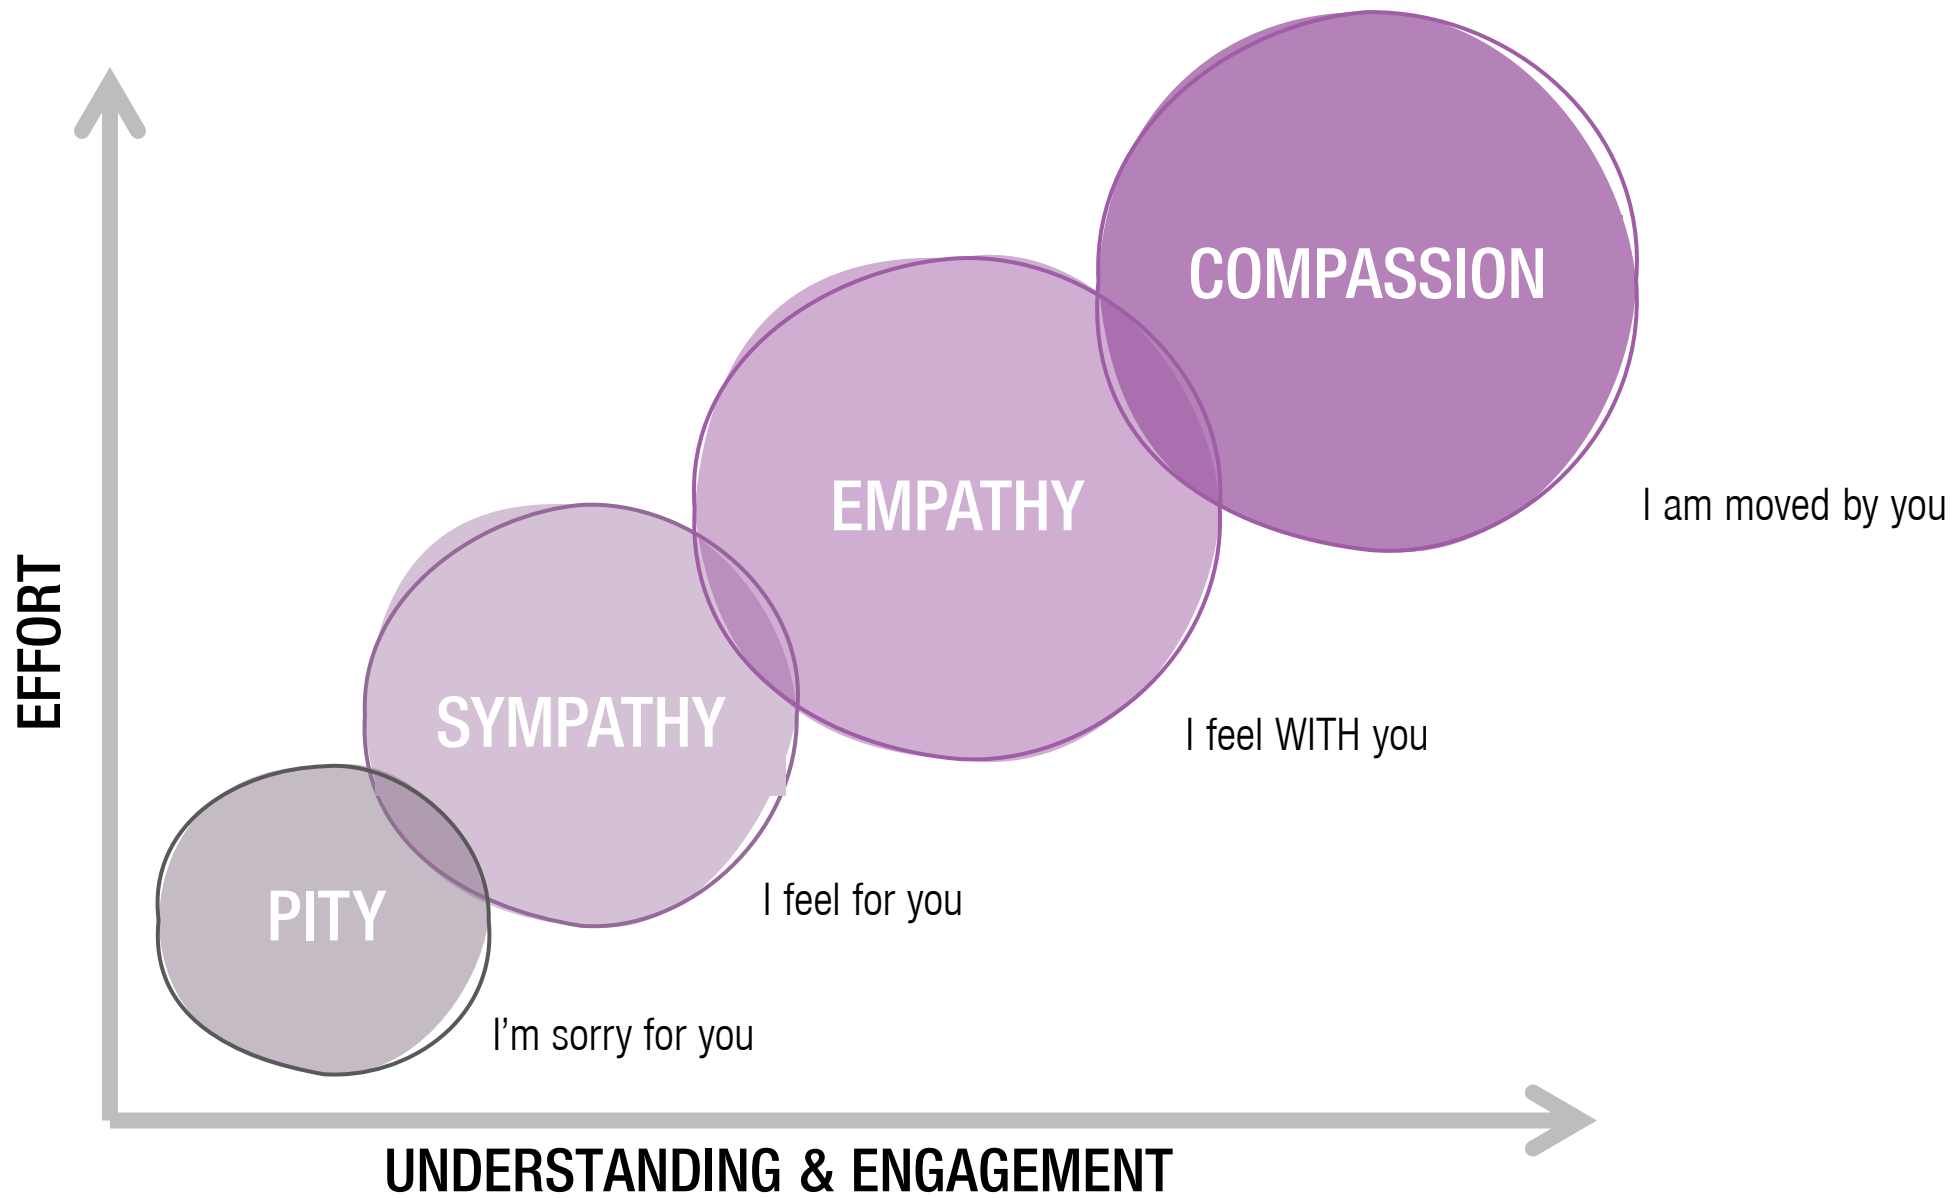 COMPASSION
EMPATHY
I am moved by you
EFFORT
SYMPATHY
I feel WITH you
PITY
I feel for you
I’m sorry for you
UNDERSTANDING & ENGAGEMENT